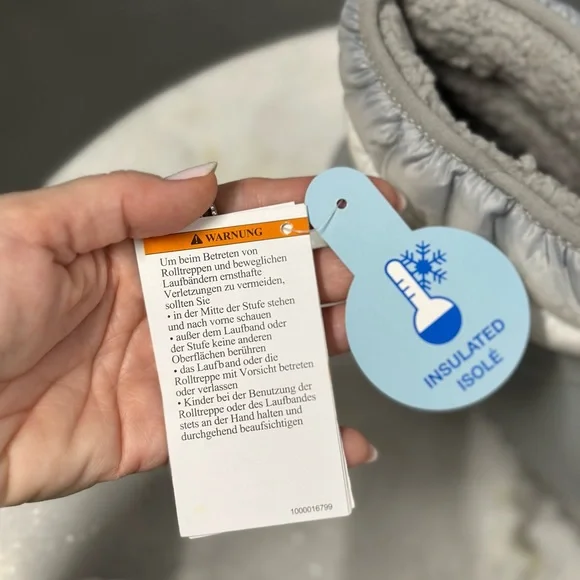 WARNUNG
Um beim Betreten von
Rolltreppen und beweglichen
Laufbändern ernsthafte
Verletzungen zu vermeiden,
sollten Sie
• in der Mitte der Stufe stehen
und nach vorne schauen
• außer dem Laufband oder
der Stufe keine anderen
Oberflächen berühren
• das Laufband oder die
Rolltreppe mit Vorsicht betreten
oder verlassen
• Kinder bei der Benutzung der
Rolltreppe oder des Laufbandes
stets an der Hand halten und
durchgehend beaufsichtigen
1000016799
INSULATED
ISOLÉ